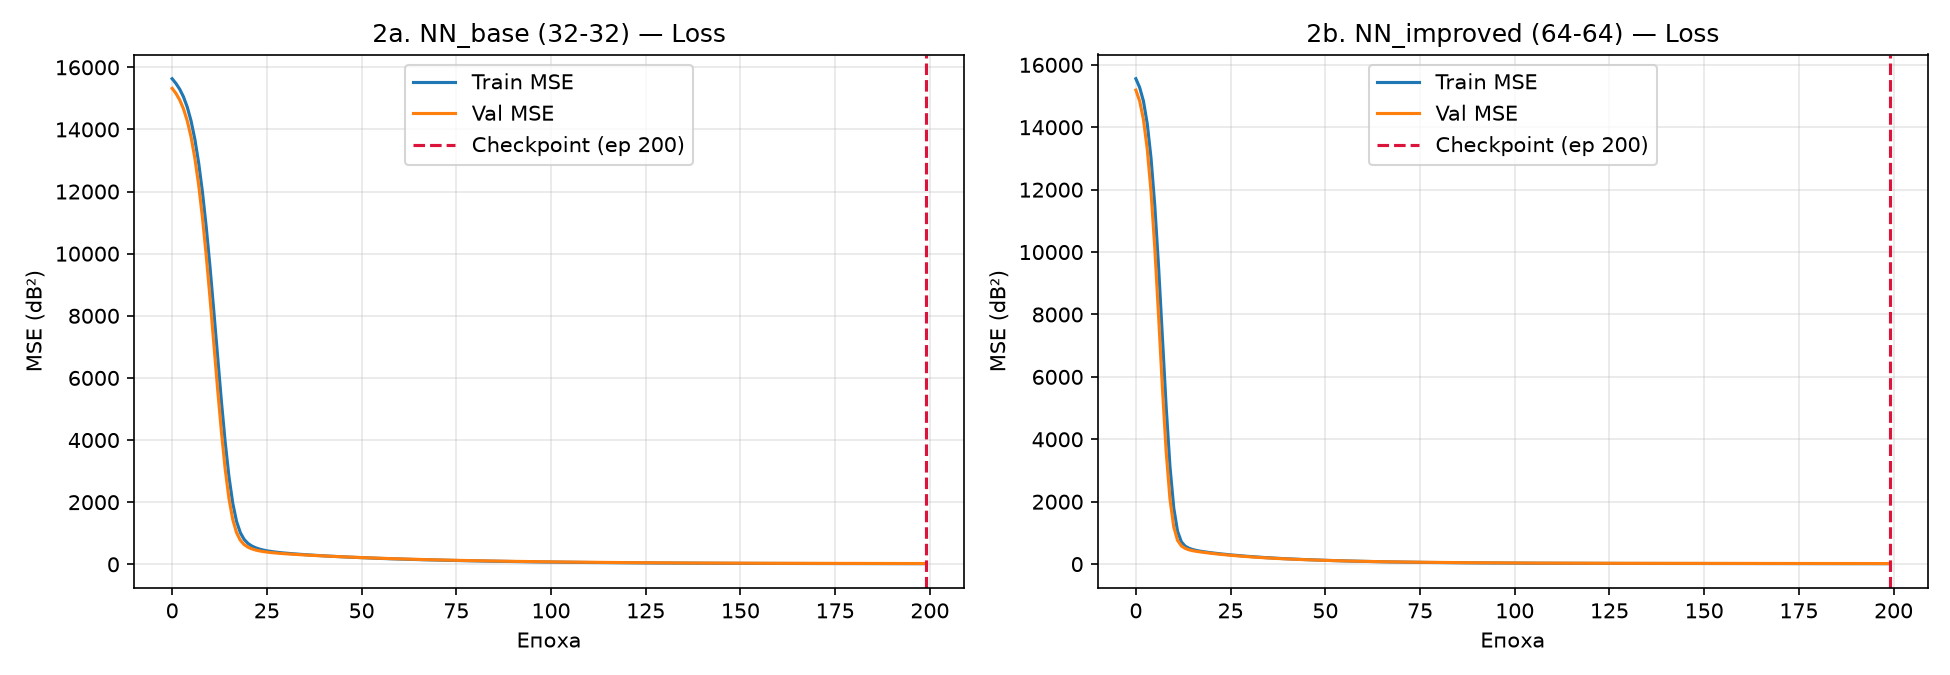 2a. NN_base (32-32) — Loss
16000
14000
12000
10000
8000
6000
4000
2000
0
MSE (dB²)
Train MSE
Val MSE
Checkpoint (ep 200)
0 25 50 75 100 125 150 175 200
Епоха
2b. NN_improved (64-64) — Loss
16000
14000
12000
10000
8000
6000
4000
2000
0
MSE (dB²)
Train MSE
Val MSE
Checkpoint (ep 200)
0 25 50 75 100 125 150 175 200
Епоха